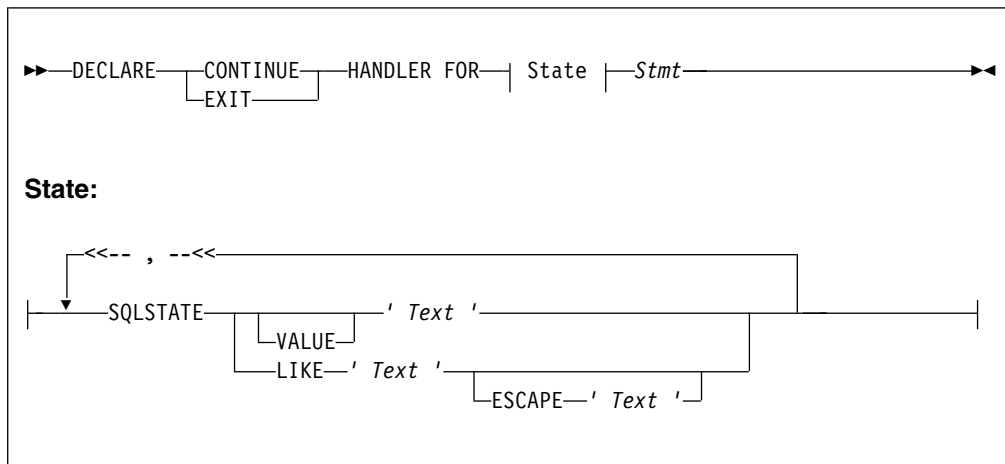 DECLARE CONTINUE HANDLER FOR State Stmt
EXIT
State:
<<-- , --<<
SQLSTATE ' Text '
VALUE
LIKE ' Text '
ESCAPE ' Text '